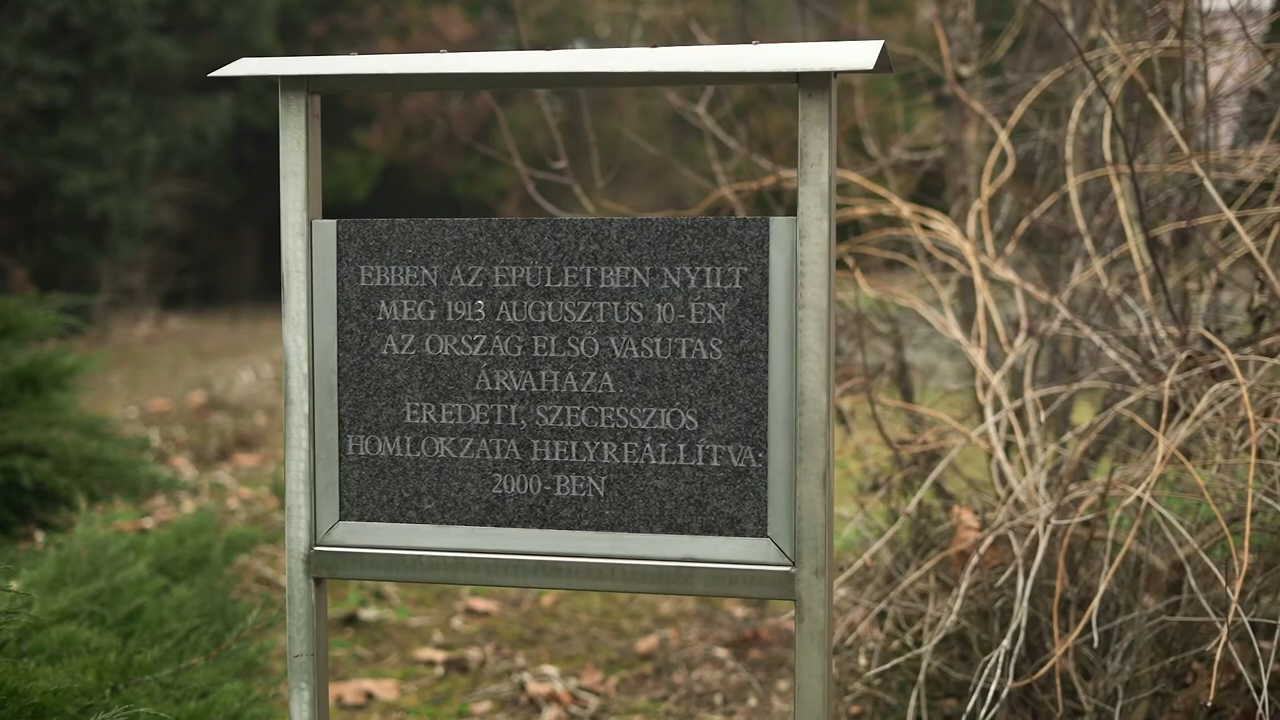 EBBEN AZ ÉPÜLETBEN NYILT
MEG 1913 AUGUSZTUS 10-ÉN
AZ ORSZÁG ELSŐ VASUTAS
ÁRVAHÁZA.
EREDETI, SZECESSZIÓS
HOMLOKZATA HELYREÁLLÍTVA:
2000-BEN